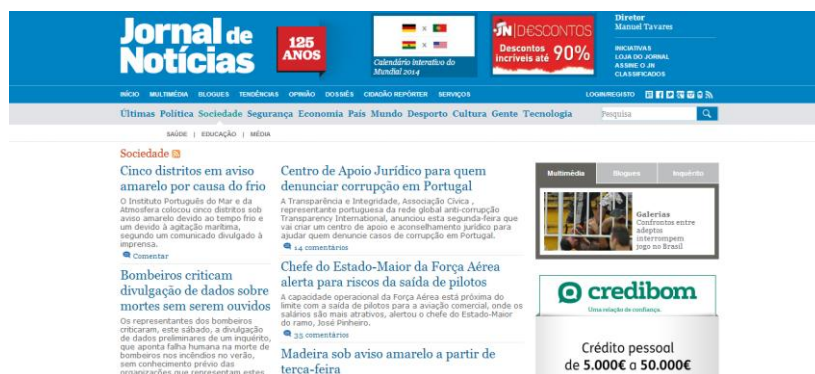 Jornal de
Notícias
125
ANOS
Calendário interativo do
Mundial 2014
JN|DESCONTOS
Descontos
incríveis até 90%
Diretor
Manuel Tavares
INICIATIVAS
LOJA DO JORNAL
ASSINE O JN
CLASSIFICADOS
INÍCIO MULTIMÉDIA BLOGUES TENDÊNCIAS OPINIÃO DOSSIÊS CIDADÃO REPÓRTER SERVIÇOS LOGIN/REGISTO
Últimas Política Sociedade Segurança Economia País Mundo Desporto Cultura Gente Tecnologia Pesquisa
SAÚDE | EDUCAÇÃO | MÉDIA
Sociedade
Cinco distritos em aviso
amarelo por causa do frio
O Instituto Português do Mar e da
Atmosfera colocou cinco distritos sob
aviso amarelo devido ao tempo frio e
um devido à agitação marítima,
segundo um comunicado divulgado à
imprensa.
Comentar
Bombeiros criticam
divulgação de dados sobre
mortes sem serem ouvidos
Os representantes dos bombeiros
criticaram, este sábado, a divulgação
de dados preliminares de um inquérito,
que aponta falha humana na morte de
bombeiros nos incêndios no verão,
sem conhecimento prévio das
organizações que representam estes
Centro de Apoio Jurídico para quem
denunciar corrupção em Portugal
A Transparência e Integridade, Associação Cívica ,
representante portuguesa da rede global anti-corrupção
Transparency International, anunciou esta segunda-feira que
vai criar um centro de apoio e aconselhamento jurídico para
ajudar quem denuncie casos de corrupção em Portugal.
14 comentários
Chefe do Estado-Maior da Força Aérea
alerta para riscos da saída de pilotos
A capacidade operacional da Força Aérea está próxima do
limite com a saída de pilotos para a aviação comercial, onde os
salários são mais atrativos, alertou o chefe do Estado-Maior
do ramo, José Pinheiro.
35 comentários
Madeira sob aviso amarelo a partir de
terça-feira
Multimédia Blogues Inquérito
Galerias
Confrontos entre
adeptos
interrompem
jogo no Brasil
credibom
Uma relação de confiança.
Crédito pessoal
de 5.000€ a 50.000€